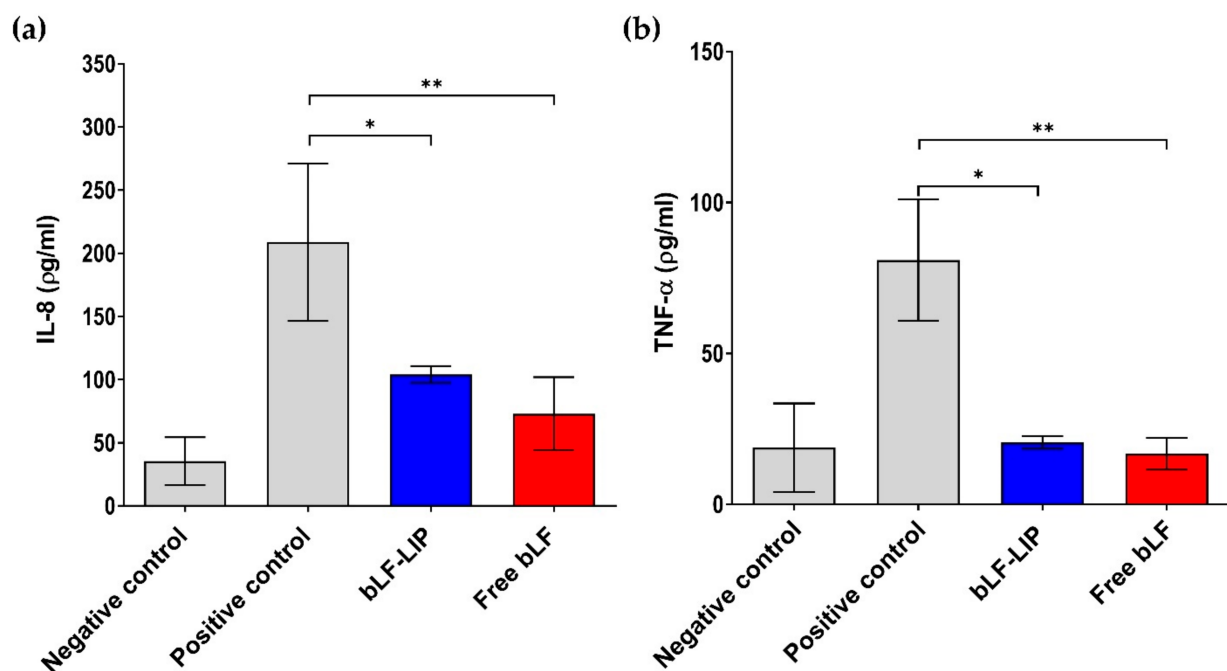 (a)
IL-8 (ρg/ml)
350
300
250
200
150
100
50
0
**
*
Negative control
Positive control
bLF-LIP
Free bLF
(b)
TNF-α (ρg/ml)
150
100
50
0
**
*
Negative control
Positive control
bLF-LIP
Free bLF